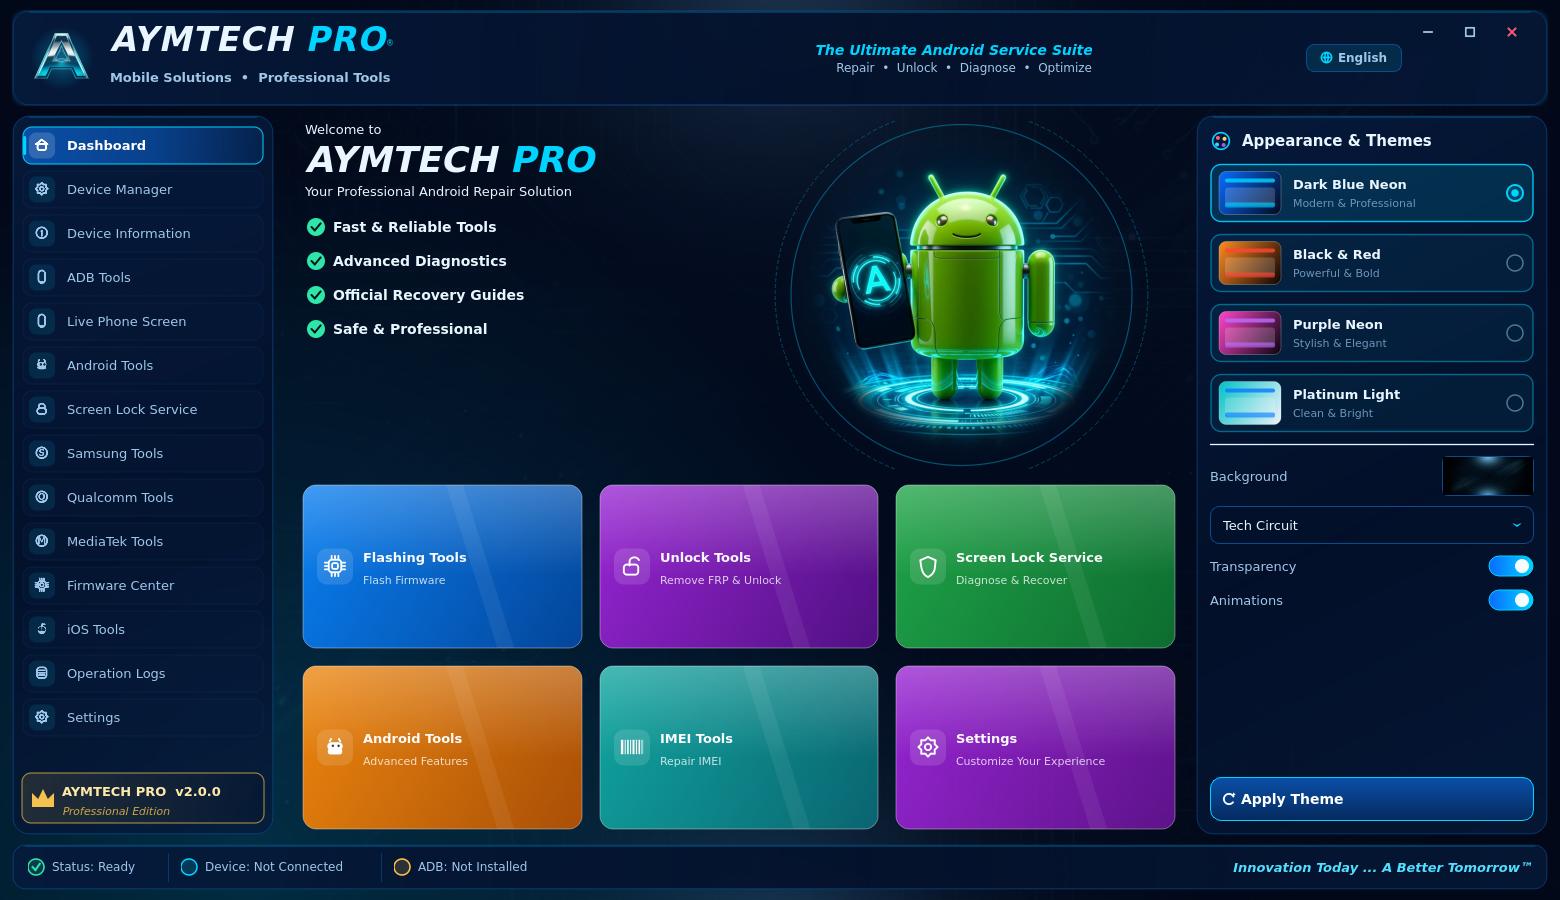 AYMTECH PRO®
Mobile Solutions • Professional Tools
The Ultimate Android Service Suite
Repair • Unlock • Diagnose • Optimize
English
Dashboard
Device Manager
Device Information
ADB Tools
Live Phone Screen
Android Tools
Screen Lock Service
Samsung Tools
Qualcomm Tools
MediaTek Tools
Firmware Center
iOS Tools
Operation Logs
Settings
AYMTECH PRO v2.0.0
Professional Edition
Welcome to
AYMTECH PRO
Your Professional Android Repair Solution
Fast & Reliable Tools
Advanced Diagnostics
Official Recovery Guides
Safe & Professional
A
Flashing Tools
Flash Firmware
Unlock Tools
Remove FRP & Unlock
Screen Lock Service
Diagnose & Recover
Android Tools
Advanced Features
IMEI Tools
Repair IMEI
Settings
Customize Your Experience
Appearance & Themes
Dark Blue Neon
Modern & Professional
Black & Red
Powerful & Bold
Purple Neon
Stylish & Elegant
Platinum Light
Clean & Bright
Background
Tech Circuit
Transparency
Animations
Apply Theme
Status: Ready
Device: Not Connected
ADB: Not Installed
Innovation Today ... A Better Tomorrow™